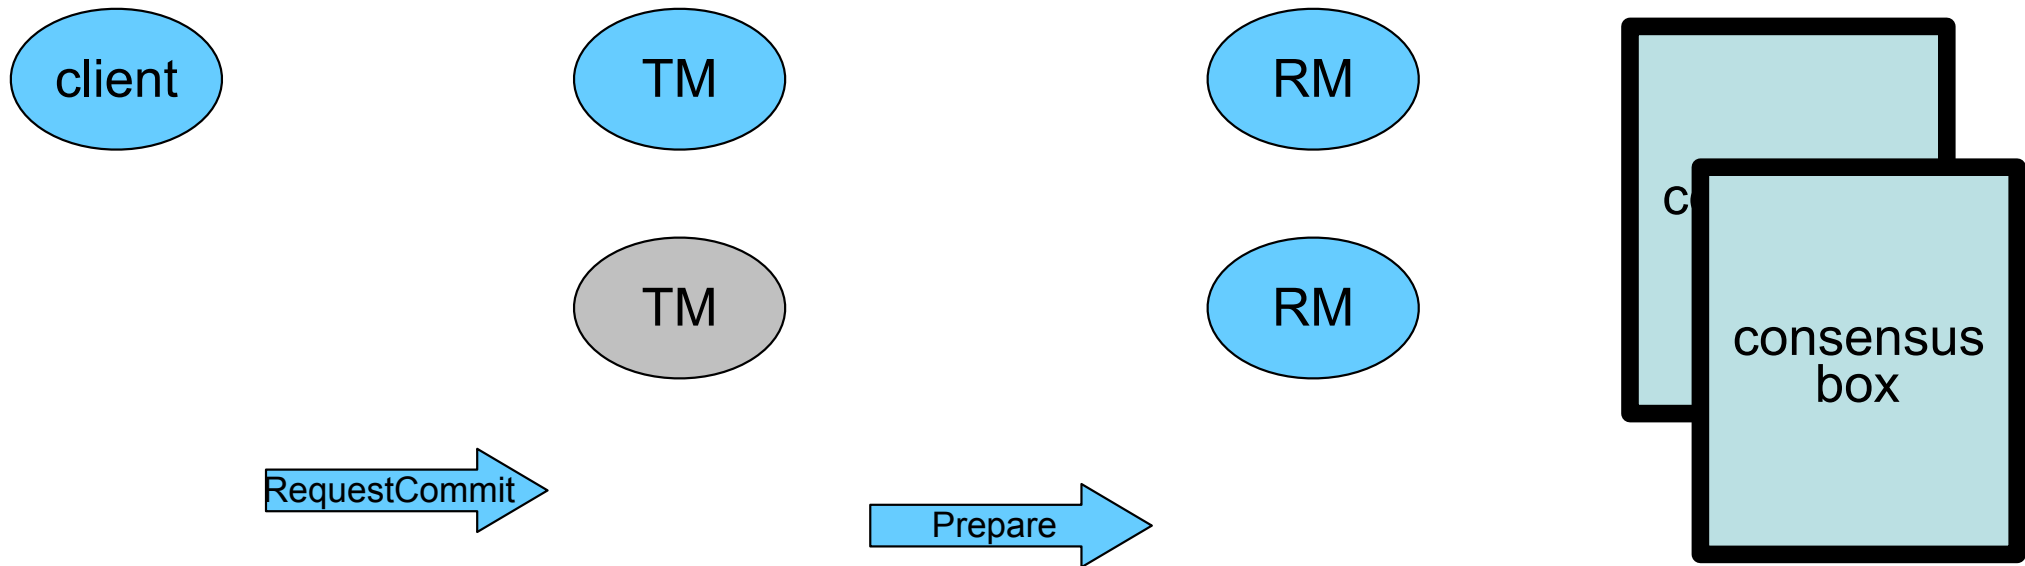 client
TM
RM
TM
RM
consensus
box
RequestCommit
Prepare